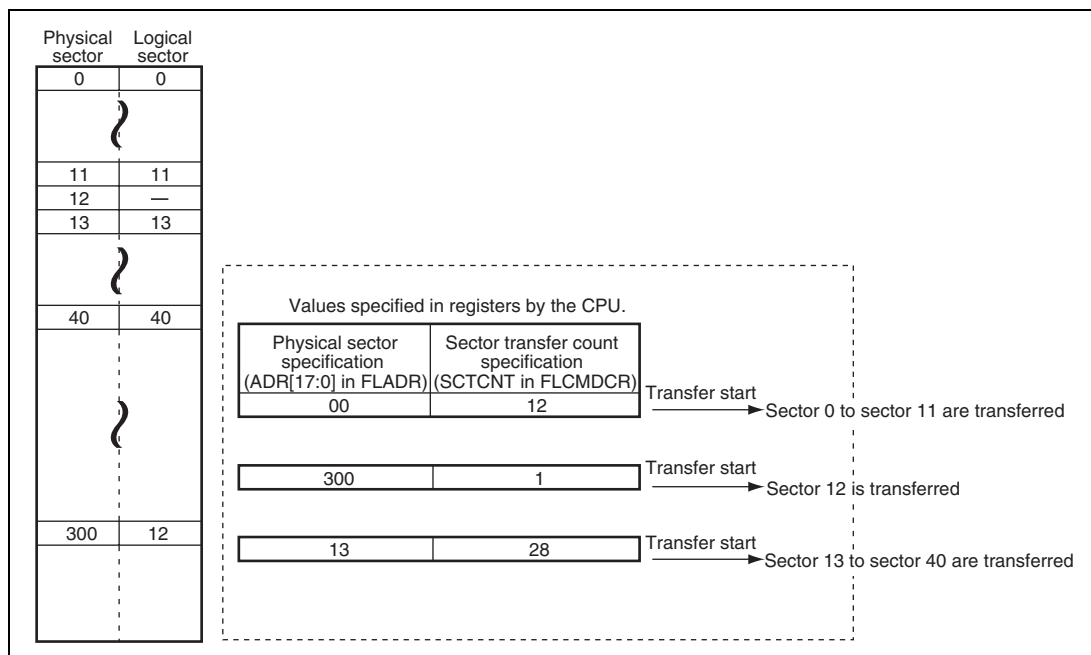 Physical sector Logical sector
0 0
11 11
12 —
13 13
40 40
300 12
Values specified in registers by the CPU.
Physical sector specification (ADR[17:0] in FLADR) Sector transfer count specification (SCTCNT in FLCMDCR)
00 12 Transfer start Sector 0 to sector 11 are transferred
300 1 Transfer start Sector 12 is transferred
13 28 Transfer start Sector 13 to sector 40 are transferred